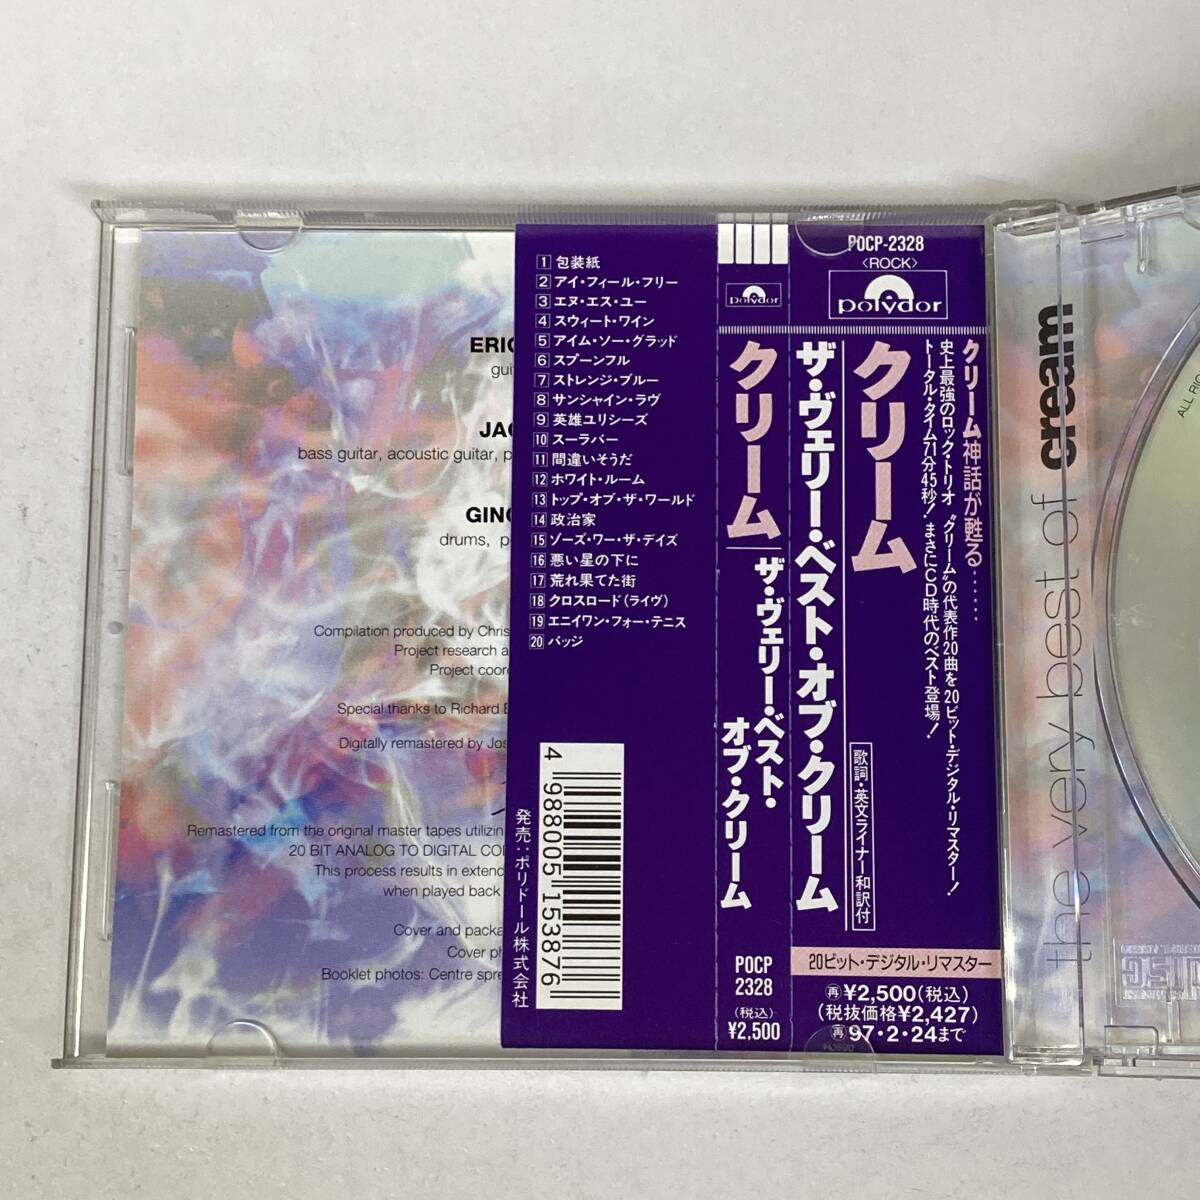 ERIC
guit
JAC
bass guitar, acoustic guitar, p
GING
drums, p
Compilation produced by Chris
Project research a
Project coor
Special thanks to Richard E
Digitally remastered by Jos
Remastered from the original master tapes utilizin
20 BIT ANALOG TO DIGITAL CON
This process results in extend
when played back
Cover and packa
Cover ph
Booklet photos: Centre spre
1 包装紙
2 アイ・フィール・フリー
3 エヌ・エス・ユー
4 スウィート・ワイン
5 アイム・ソー・グラッド
6 スプーンフル
7 ストレンジ・ブルー
8 サンシャイン・ラヴ
9 英雄ユリシーズ
10 スーラバー
11 間違いそうだ
12 ホワイト・ルーム
13 トップ・オブ・ザ・ワールド
14 政治家
15 ゾーズ・ワー・ザ・デイズ
16 悪い星の下に
17 荒れ果てた街
18 クロスロード(ライヴ)
19 エニイワン・フォー・テニス
20 バッジ
4 988005 153876
発売:ポリドール株式会社
polydor
クリーム
ザ・ヴェリー・ベスト・
オブ・クリーム
POCP
2328
(税込)
¥2,500
POCP-2328
〈ROCK〉
polydor
クリーム神話が甦る……
史上最強のロック・トリオ〝クリーム〟の代表作20曲を20ビット・デジタル・リマスター!
トータル・タイム71分45秒! まさにCD時代のベスト登場!
クリーム
ザ・ヴェリー・ベスト・オブ・クリーム
歌詞・英文ライナー和訳付
20ビット・デジタル・リマスター
再¥2,500(税込)
(税抜価格¥2,427)
再97・2・24まで
the very best of cream
ALL RIG
DISC